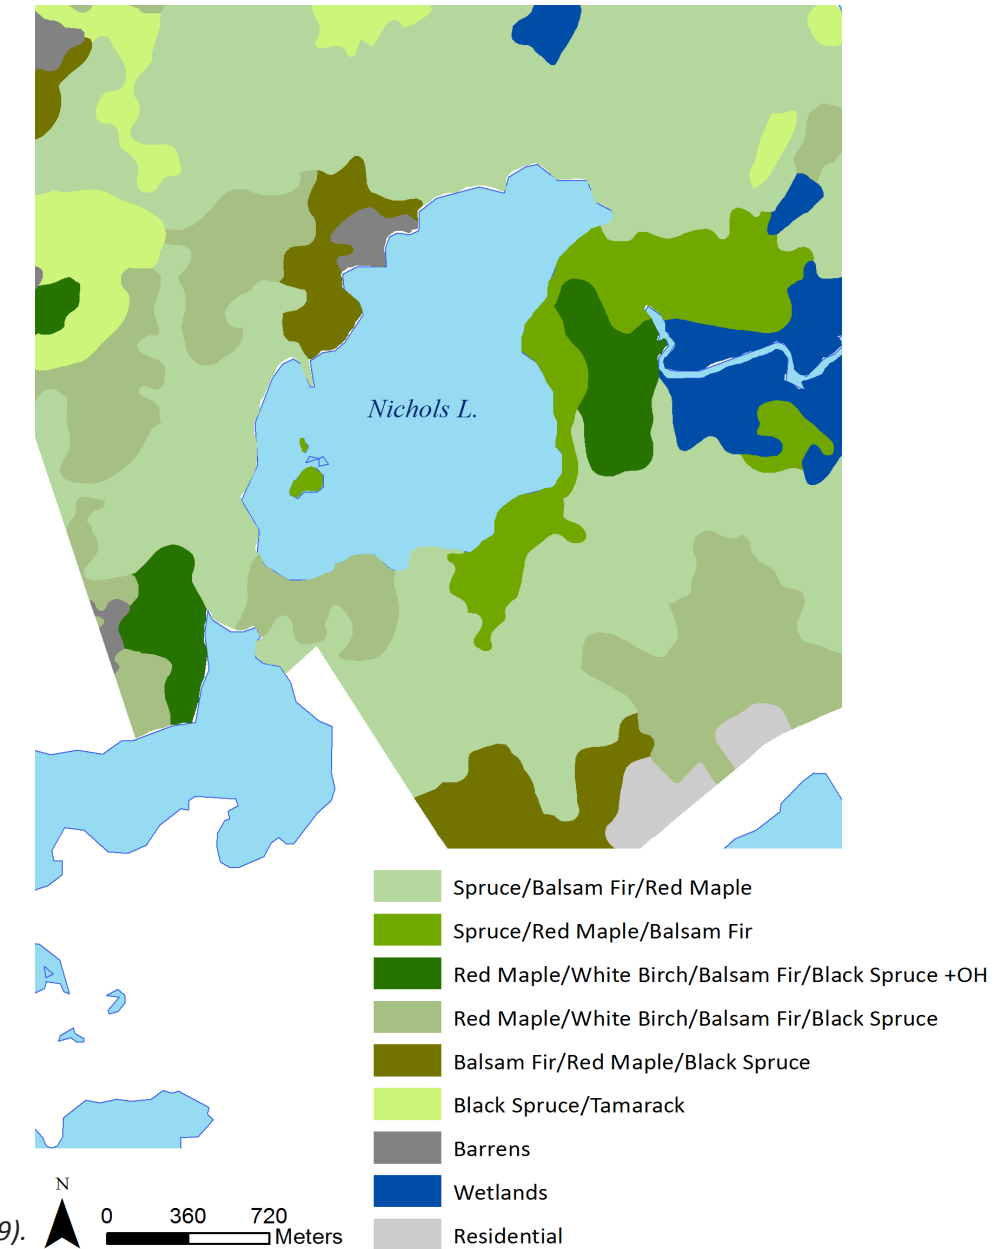 Nichols L.
Spruce/Balsam Fir/Red Maple
Spruce/Red Maple/Balsam Fir
Red Maple/White Birch/Balsam Fir/Black Spruce +OH
Red Maple/White Birch/Balsam Fir/Black Spruce
Balsam Fir/Red Maple/Black Spruce
Black Spruce/Tamarack
Barrens
Wetlands
Residential
N
0 360 720
Meters
9).